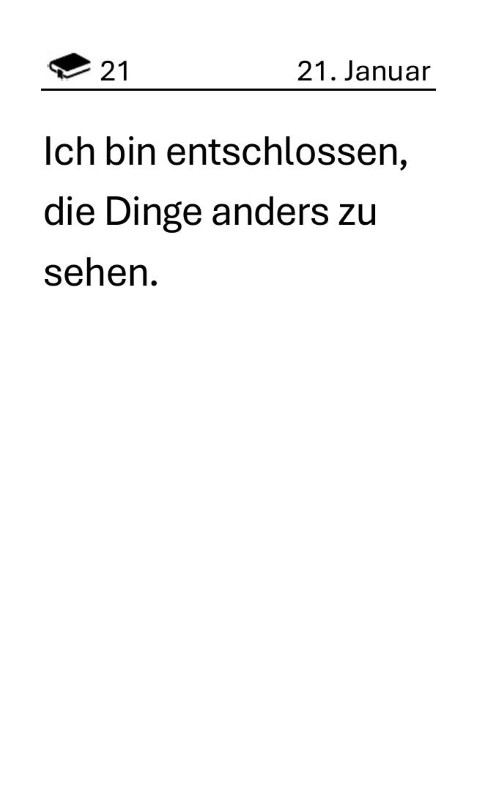 21 21. Januar
Ich bin entschlossen,
die Dinge anders zu
sehen.